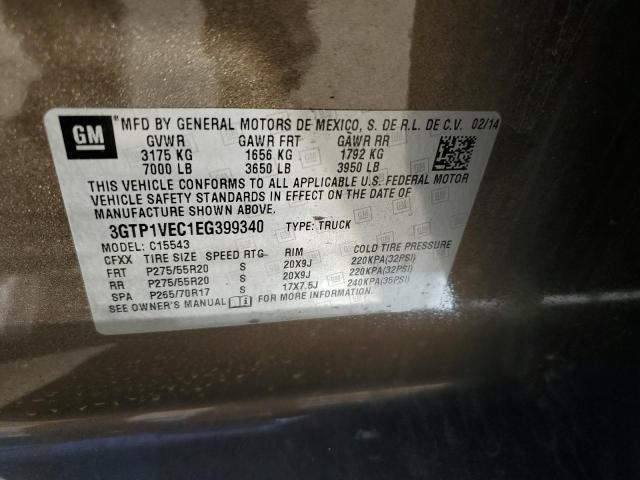 GM
*MFD BY GENERAL MOTORS DE MEXICO, S. DE R.L. DE C.V. 02/14
GVWR GAWR FRT GAWR RR
3175 KG 1656 KG 1792 KG
7000 LB 3650 LB 3950 LB
THIS VEHICLE CONFORMS TO ALL APPLICABLE U.S. FEDERAL MOTOR
VEHICLE SAFETY STANDARDS IN EFFECT ON THE DATE OF
MANUFACTURE SHOWN ABOVE.
3GTP1VEC1EG399340 TYPE: TRUCK
MODEL: C15543
CFXX TIRE SIZE SPEED RTG RIM COLD TIRE PRESSURE
FRT P275/55R20 S 20X9J 220KPA(32PSI)
RR P275/55R20 S 20X9J 220KPA(32PSI)
SPA P265/70R17 S 17X7.5J 240KPA(35PSI)
SEE OWNER'S MANUAL